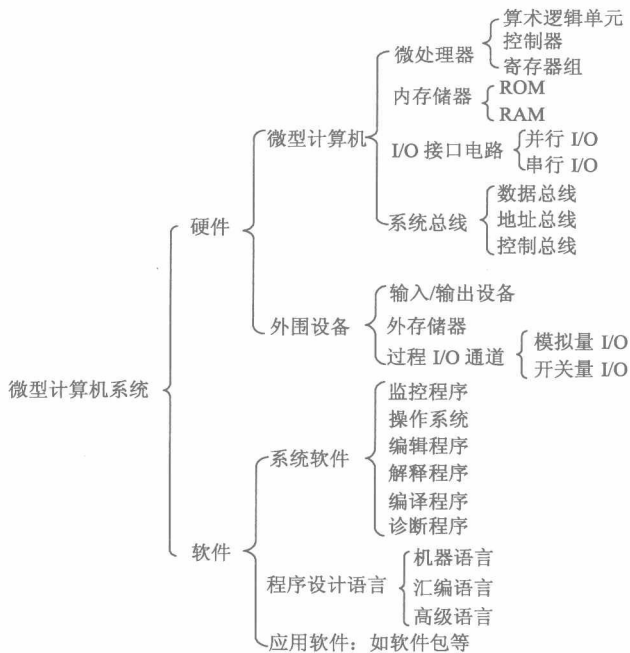 算术逻辑单元
微处理器
控制器
寄存器组
内存储器
ROM
RAM
微型计算机
I/O 接口电路
并行 I/O
串行 I/O
硬件
系统总线
数据总线
地址总线
控制总线
输入/输出设备
外围设备
外存储器
过程 I/O 通道
模拟量 I/O
开关量 I/O
微型计算机系统
监控程序
操作系统
系统软件
编辑程序
解释程序
编译程序
诊断程序
软件
程序设计语言
机器语言
汇编语言
高级语言
应用软件：如软件包等